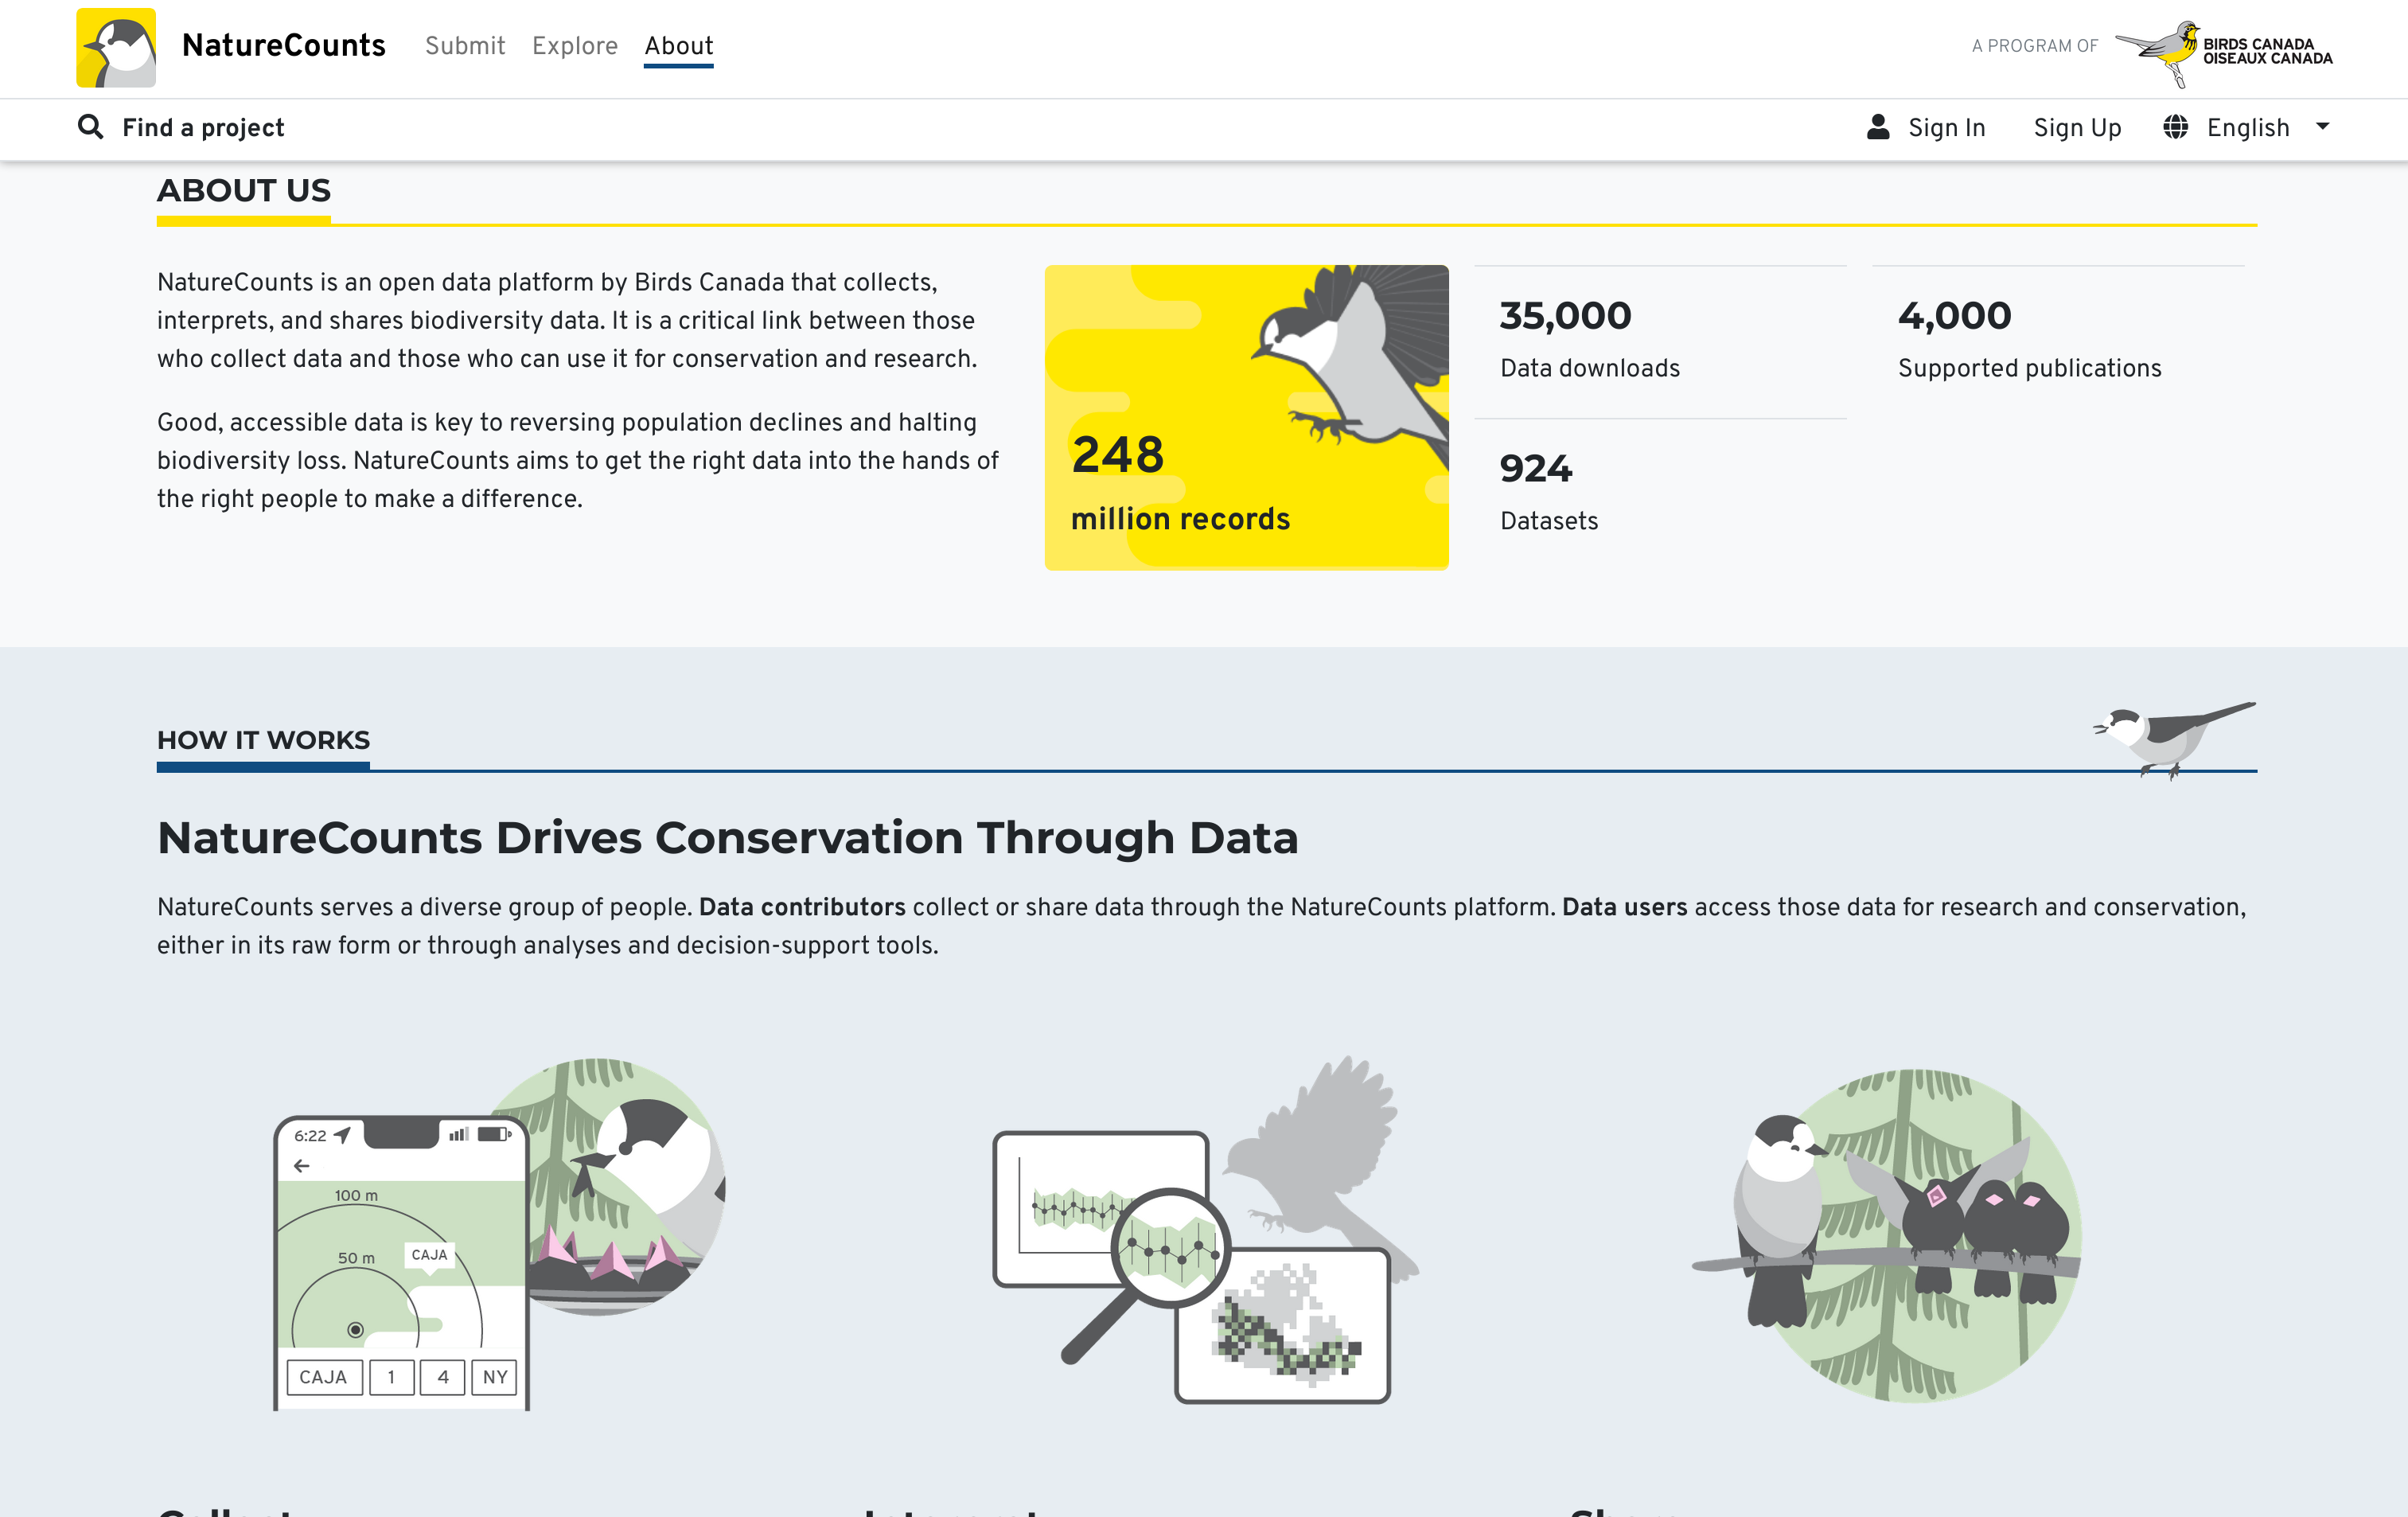 NatureCounts
Submit
Explore
About
A PROGRAM OF
BIRDS CANADA
OISEAUX CANADA
Find a project
Sign In
Sign Up
English
ABOUT US
NatureCounts is an open data platform by Birds Canada that collects,
interprets, and shares biodiversity data. It is a critical link between those
who collect data and those who can use it for conservation and research.
Good, accessible data is key to reversing population declines and halting
biodiversity loss. NatureCounts aims to get the right data into the hands of
the right people to make a difference.
248
million records
35,000
Data downloads
4,000
Supported publications
924
Datasets
HOW IT WORKS
NatureCounts Drives Conservation Through Data
NatureCounts serves a diverse group of people. Data contributors collect or share data through the NatureCounts platform. Data users access those data for research and conservation,
either in its raw form or through analyses and decision-support tools.
6:22
100 m
50 m
CAJA
CAJA
1
4
NY